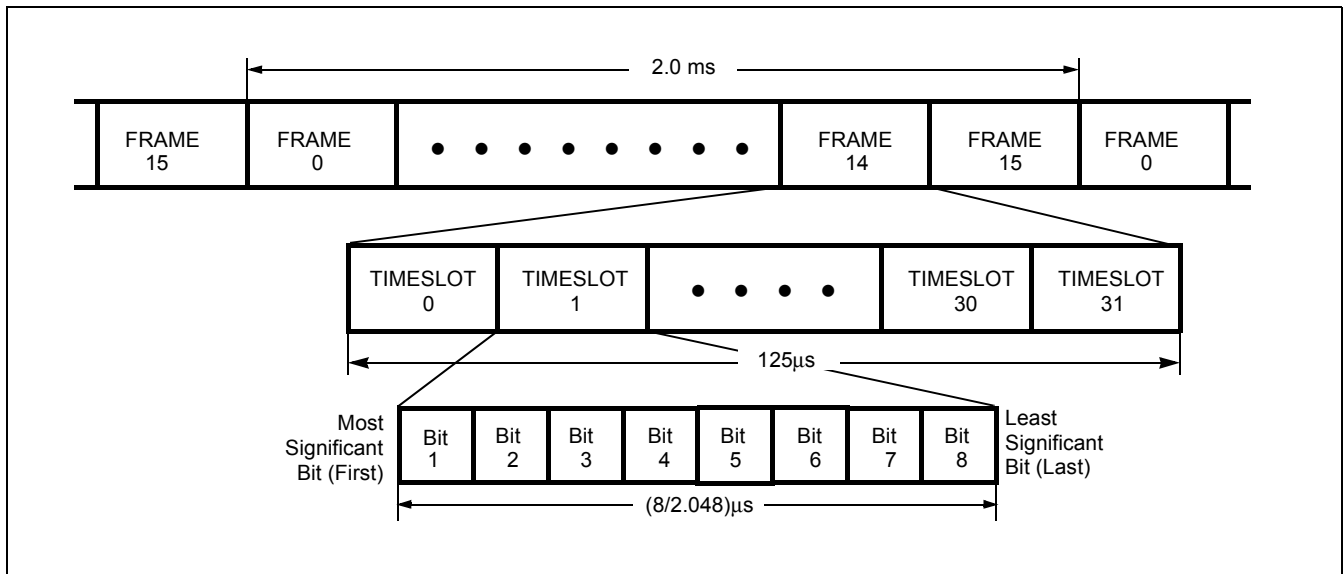 2.0 ms
FRAME 15
FRAME 0
FRAME 14
FRAME 15
FRAME 0
TIMESLOT 0
TIMESLOT 1
TIMESLOT 30
TIMESLOT 31
125μs
Most
Significant
Bit (First)
Bit 1
Bit 2
Bit 3
Bit 4
Bit 5
Bit 6
Bit 7
Bit 8
Least
Significant
Bit (Last)
(8/2.048)μs